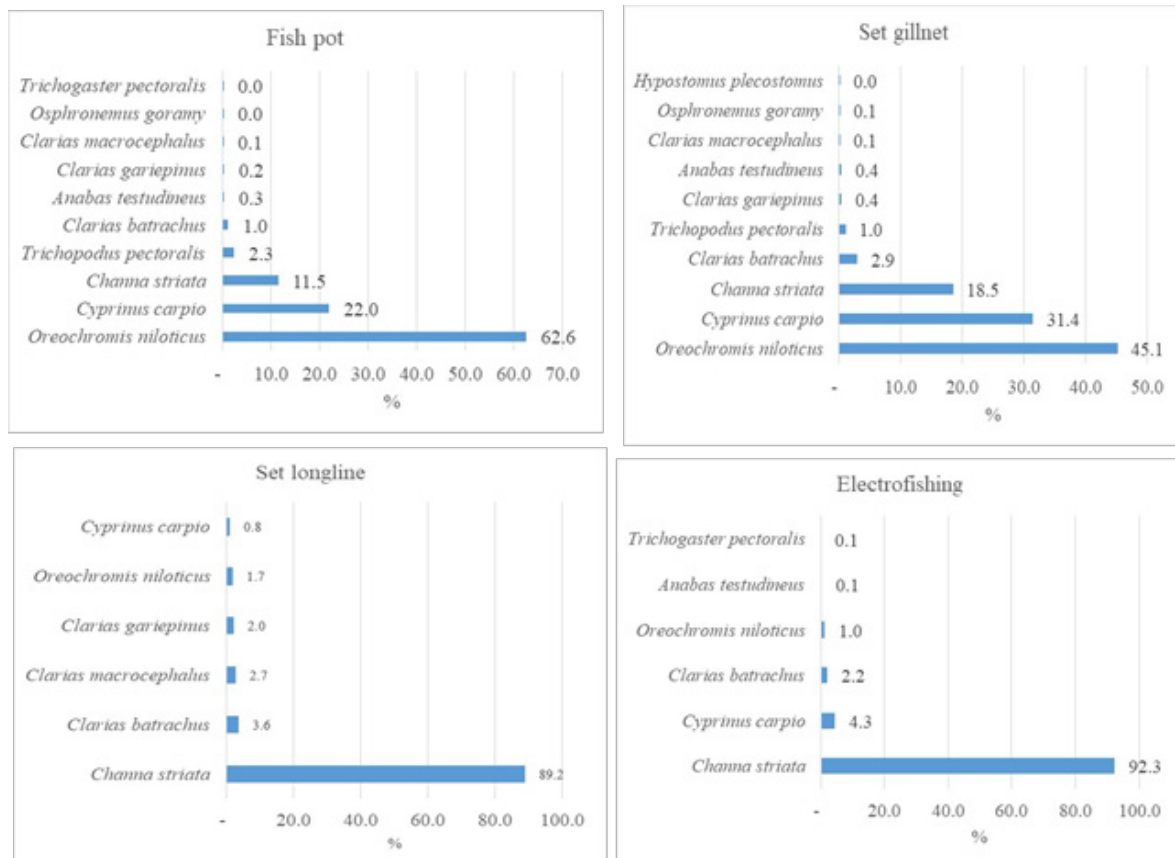 Fish pot
Trichogaster pectoralis 0.0
Osphronemus goramy 0.0
Clarias macrocephalus 0.1
Clarias gariepinus 0.2
Anabas testudineus 0.3
Clarias batrachus 1.0
Trichopodus pectoralis 2.3
Channa striata 11.5
Cyprinus carpio 22.0
Oreochromis niloticus 62.6
- 10.0 20.0 30.0 40.0 50.0 60.0 70.0
%
Set gillnet
Hypostomus plecostomus 0.0
Osphronemus goramy 0.1
Clarias macrocephalus 0.1
Anabas testudineus 0.4
Clarias gariepinus 0.4
Trichopodus pectoralis 1.0
Clarias batrachus 2.9
Channa striata 18.5
Cyprinus carpio 31.4
Oreochromis niloticus 45.1
- 10.0 20.0 30.0 40.0 50.0
%
Set longline
Cyprinus carpio 0.8
Oreochromis niloticus 1.7
Clarias gariepinus 2.0
Clarias macrocephalus 2.7
Clarias batrachus 3.6
Channa striata 89.2
- 20.0 40.0 60.0 80.0 100.0
%
Electrofishing
Trichogaster pectoralis 0.1
Anabas testudineus 0.1
Oreochromis niloticus 1.0
Clarias batrachus 2.2
Cyprinus carpio 4.3
Channa striata 92.3
- 20.0 40.0 60.0 80.0 100.0
%